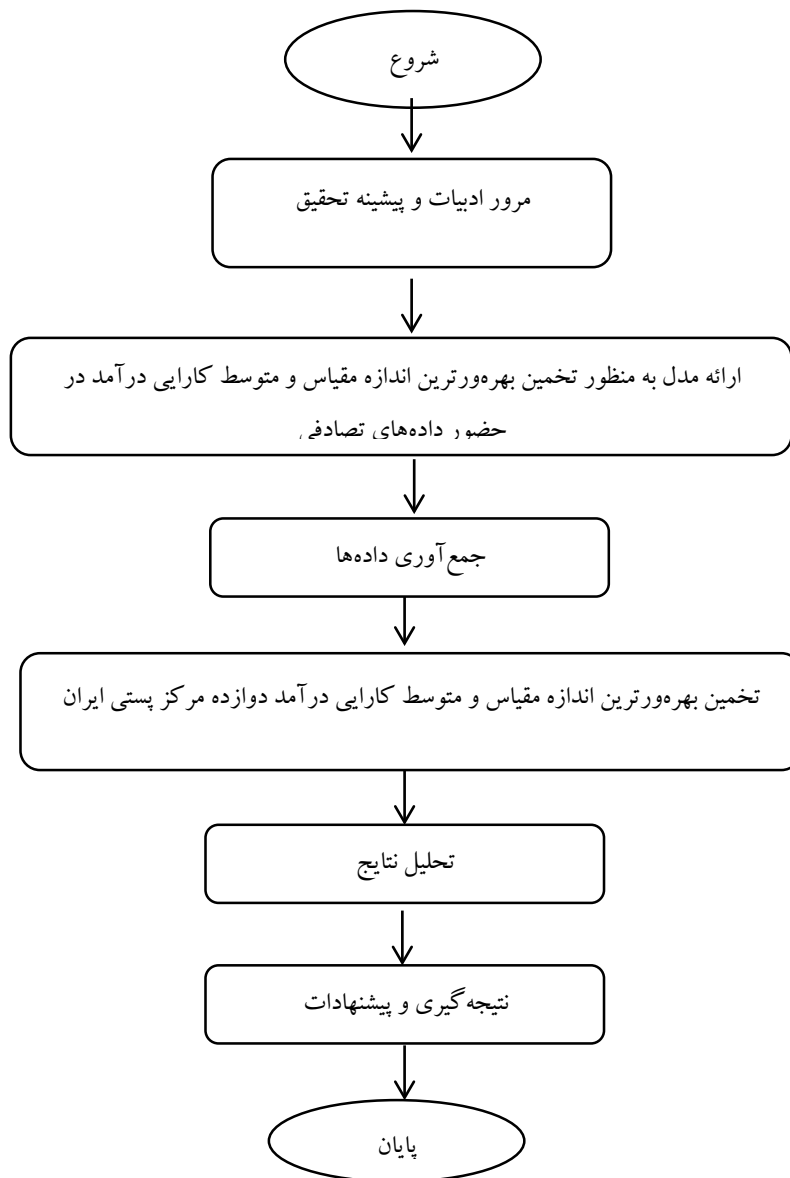 شروع
مرور ادبیات و پیشینه تحقیق
ارائه مدل به منظور تخمین بهره‌ورترین اندازه مقیاس و متوسط کارایی درآمد در
حضور داده‌های تصادفی
جمع‌آوری داده‌ها
تخمین بهره‌ورترین اندازه مقیاس و متوسط کارایی درآمد دوازده مرکز پستی ایران
تحلیل نتایج
نتیجه‌گیری و پیشنهادات
پایان